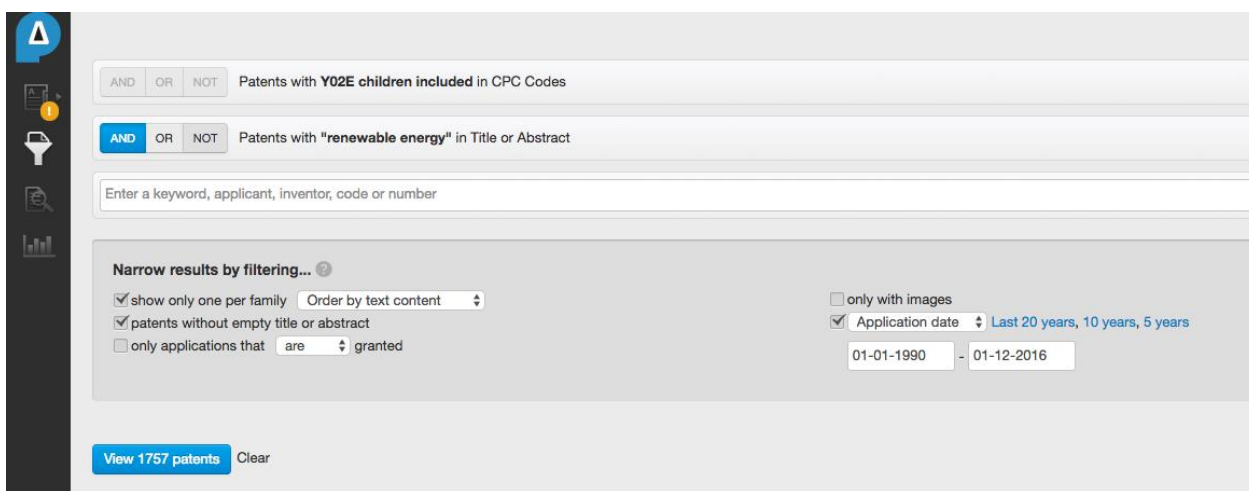 AND OR NOT Patents with Y02E children included in CPC Codes
AND OR NOT Patents with "renewable energy" in Title or Abstract
Enter a keyword, applicant, inventor, code or number
Narrow results by filtering... ?
show only one per family Order by text content
patents without empty title or abstract
only applications that are granted
only with images
Application date Last 20 years, 10 years, 5 years
01-01-1990 - 01-12-2016
View 1757 patents Clear